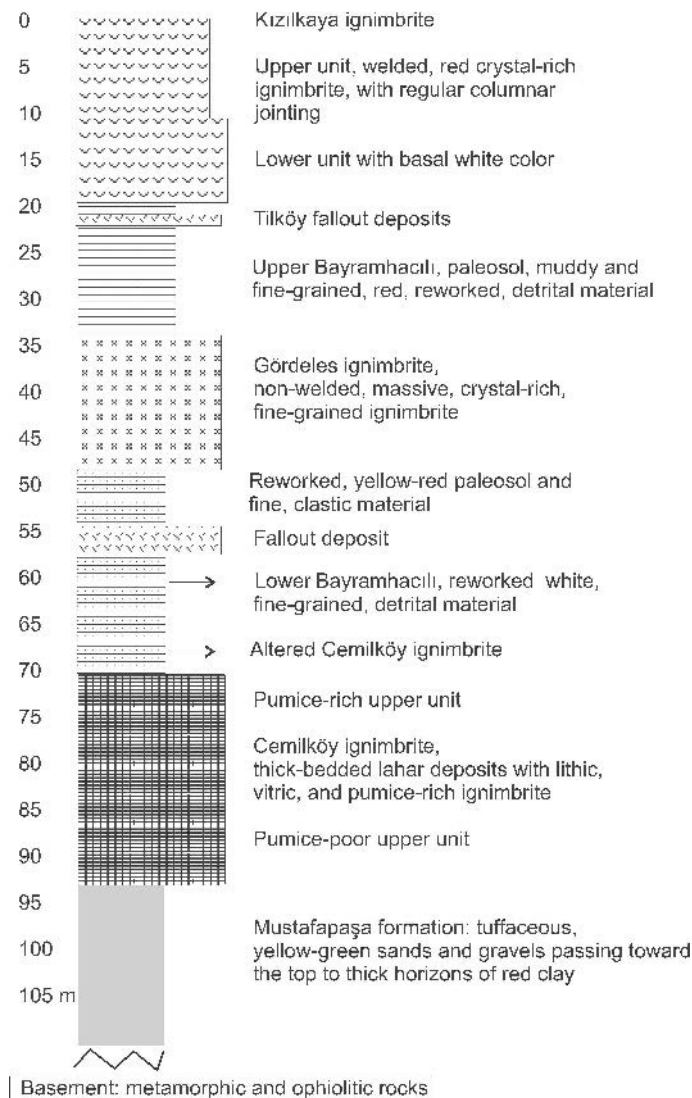 0
Kızılkaya ignimbrite
5
Upper unit, welded, red crystal-rich
ignimbrite, with regular columnar
10
jointing
15
Lower unit with basal white color
20
Tilköy fallout deposits
25
Upper Bayramhacılı, paleosol, muddy and
fine-grained, red, reworked, detrital material
30
35
Gördeles ignimbrite,
40
non-welded, massive, crystal-rich,
fine-grained ignimbrite
45
50
Reworked, yellow-red paleosol and
fine, clastic material
55
Fallout deposit
60
Lower Bayramhacılı, reworked white,
fine-grained, detrital material
65
Altered Cemilköy ignimbrite
70
75
Pumice-rich upper unit
80
Cemilköy ignimbrite,
thick-bedded lahar deposits with lithic,
vitric, and pumice-rich ignimbrite
85
90
Pumice-poor upper unit
95
Mustafapaşa formation: tuffaceous,
100
yellow-green sands and gravels passing toward
the top to thick horizons of red clay
105 m
Basement: metamorphic and ophiolitic rocks